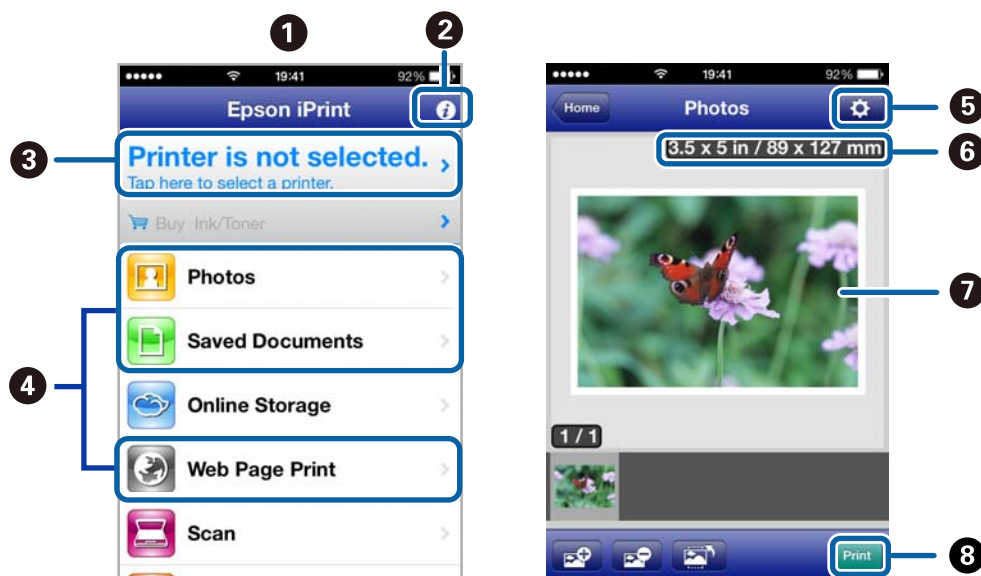 1
2
19:41
92%
Epson iPrint
i
3
Printer is not selected.
Tap here to select a printer.
Buy Ink/Toner
4
Photos
Saved Documents
Online Storage
Web Page Print
Scan
19:41
92%
Home
Photos
5
3.5 x 5 in / 89 x 127 mm
6
7
1 / 1
Print
8